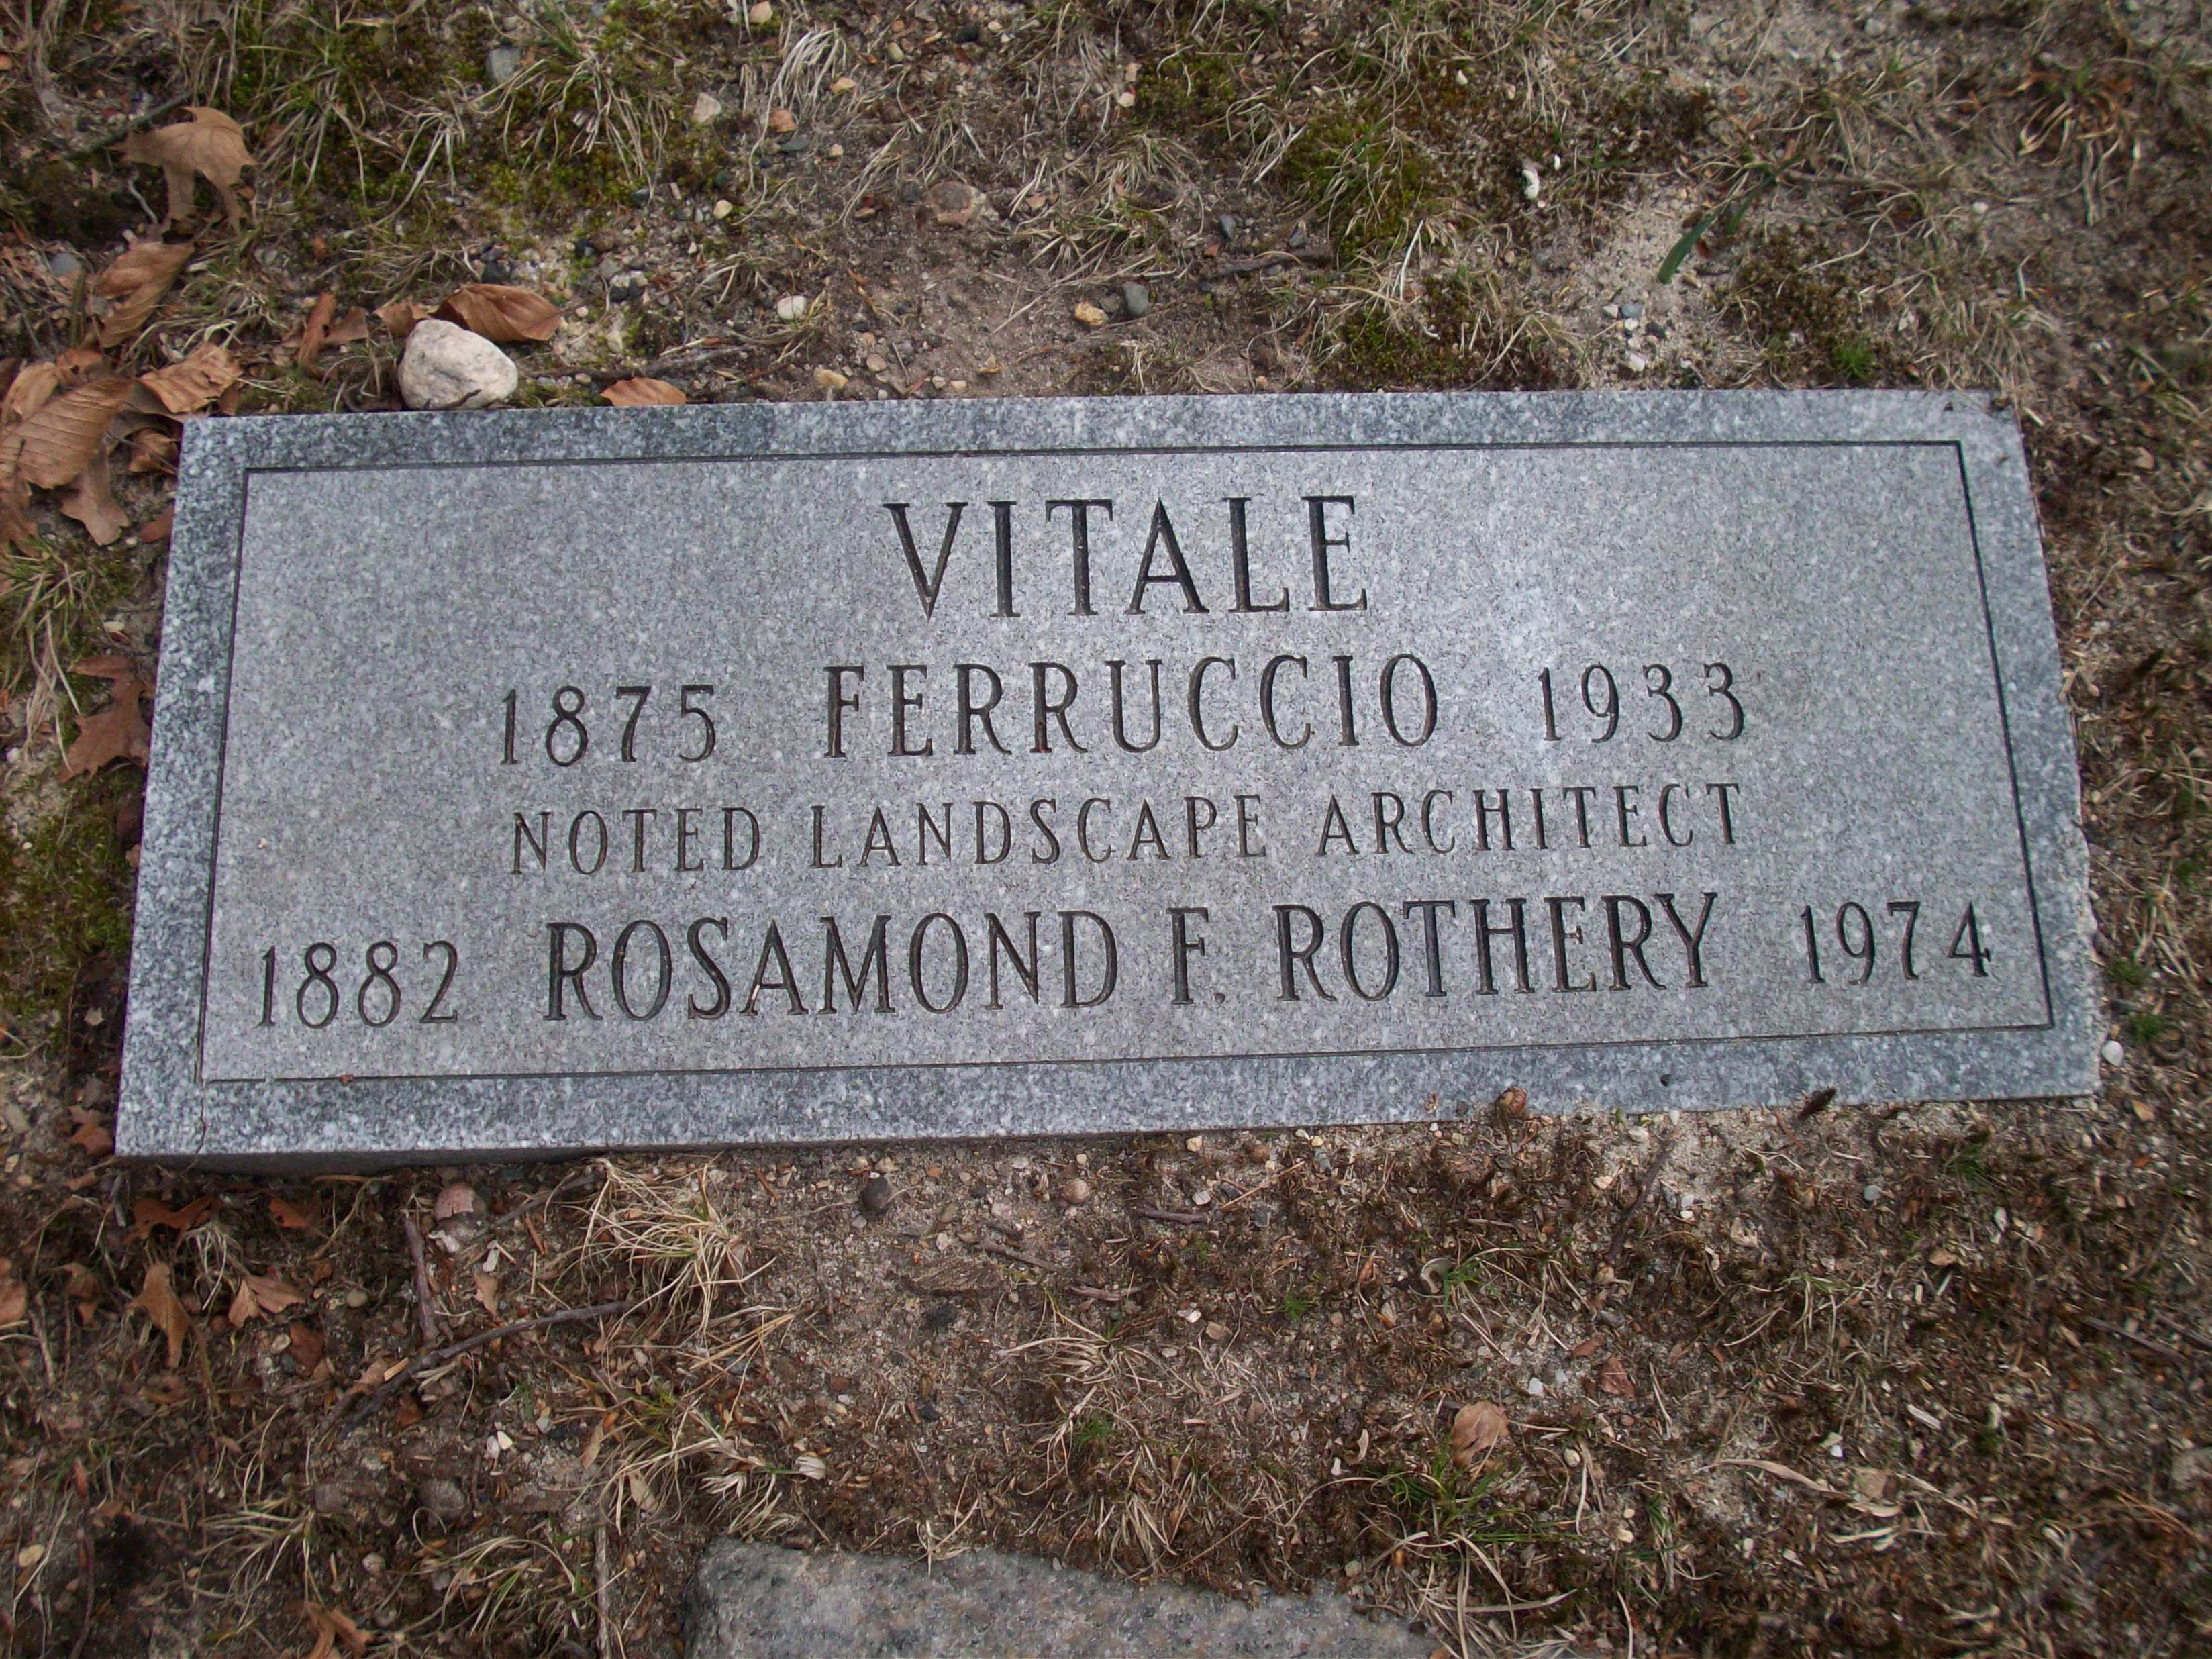 VITALE
1875 FERRUCCIO 1933
NOTED LANDSCAPE ARCHITECT
1882 ROSAMOND F. ROTHERY 1974